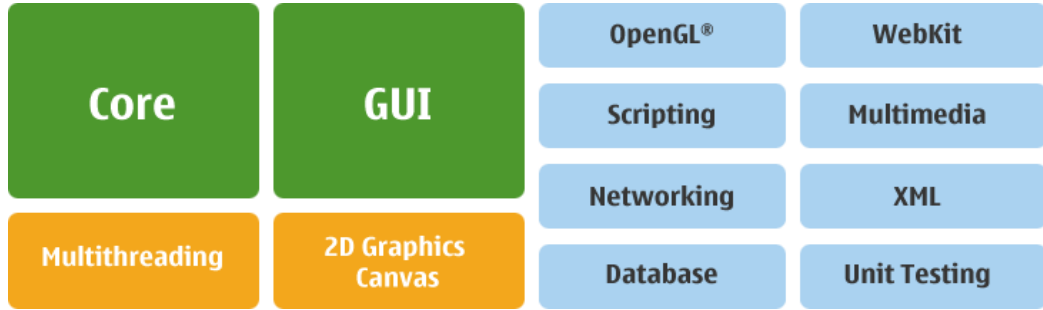 Core
GUI
Multithreading
2D Graphics
Canvas
OpenGL®
WebKit
Scripting
Multimedia
Networking
XML
Database
Unit Testing